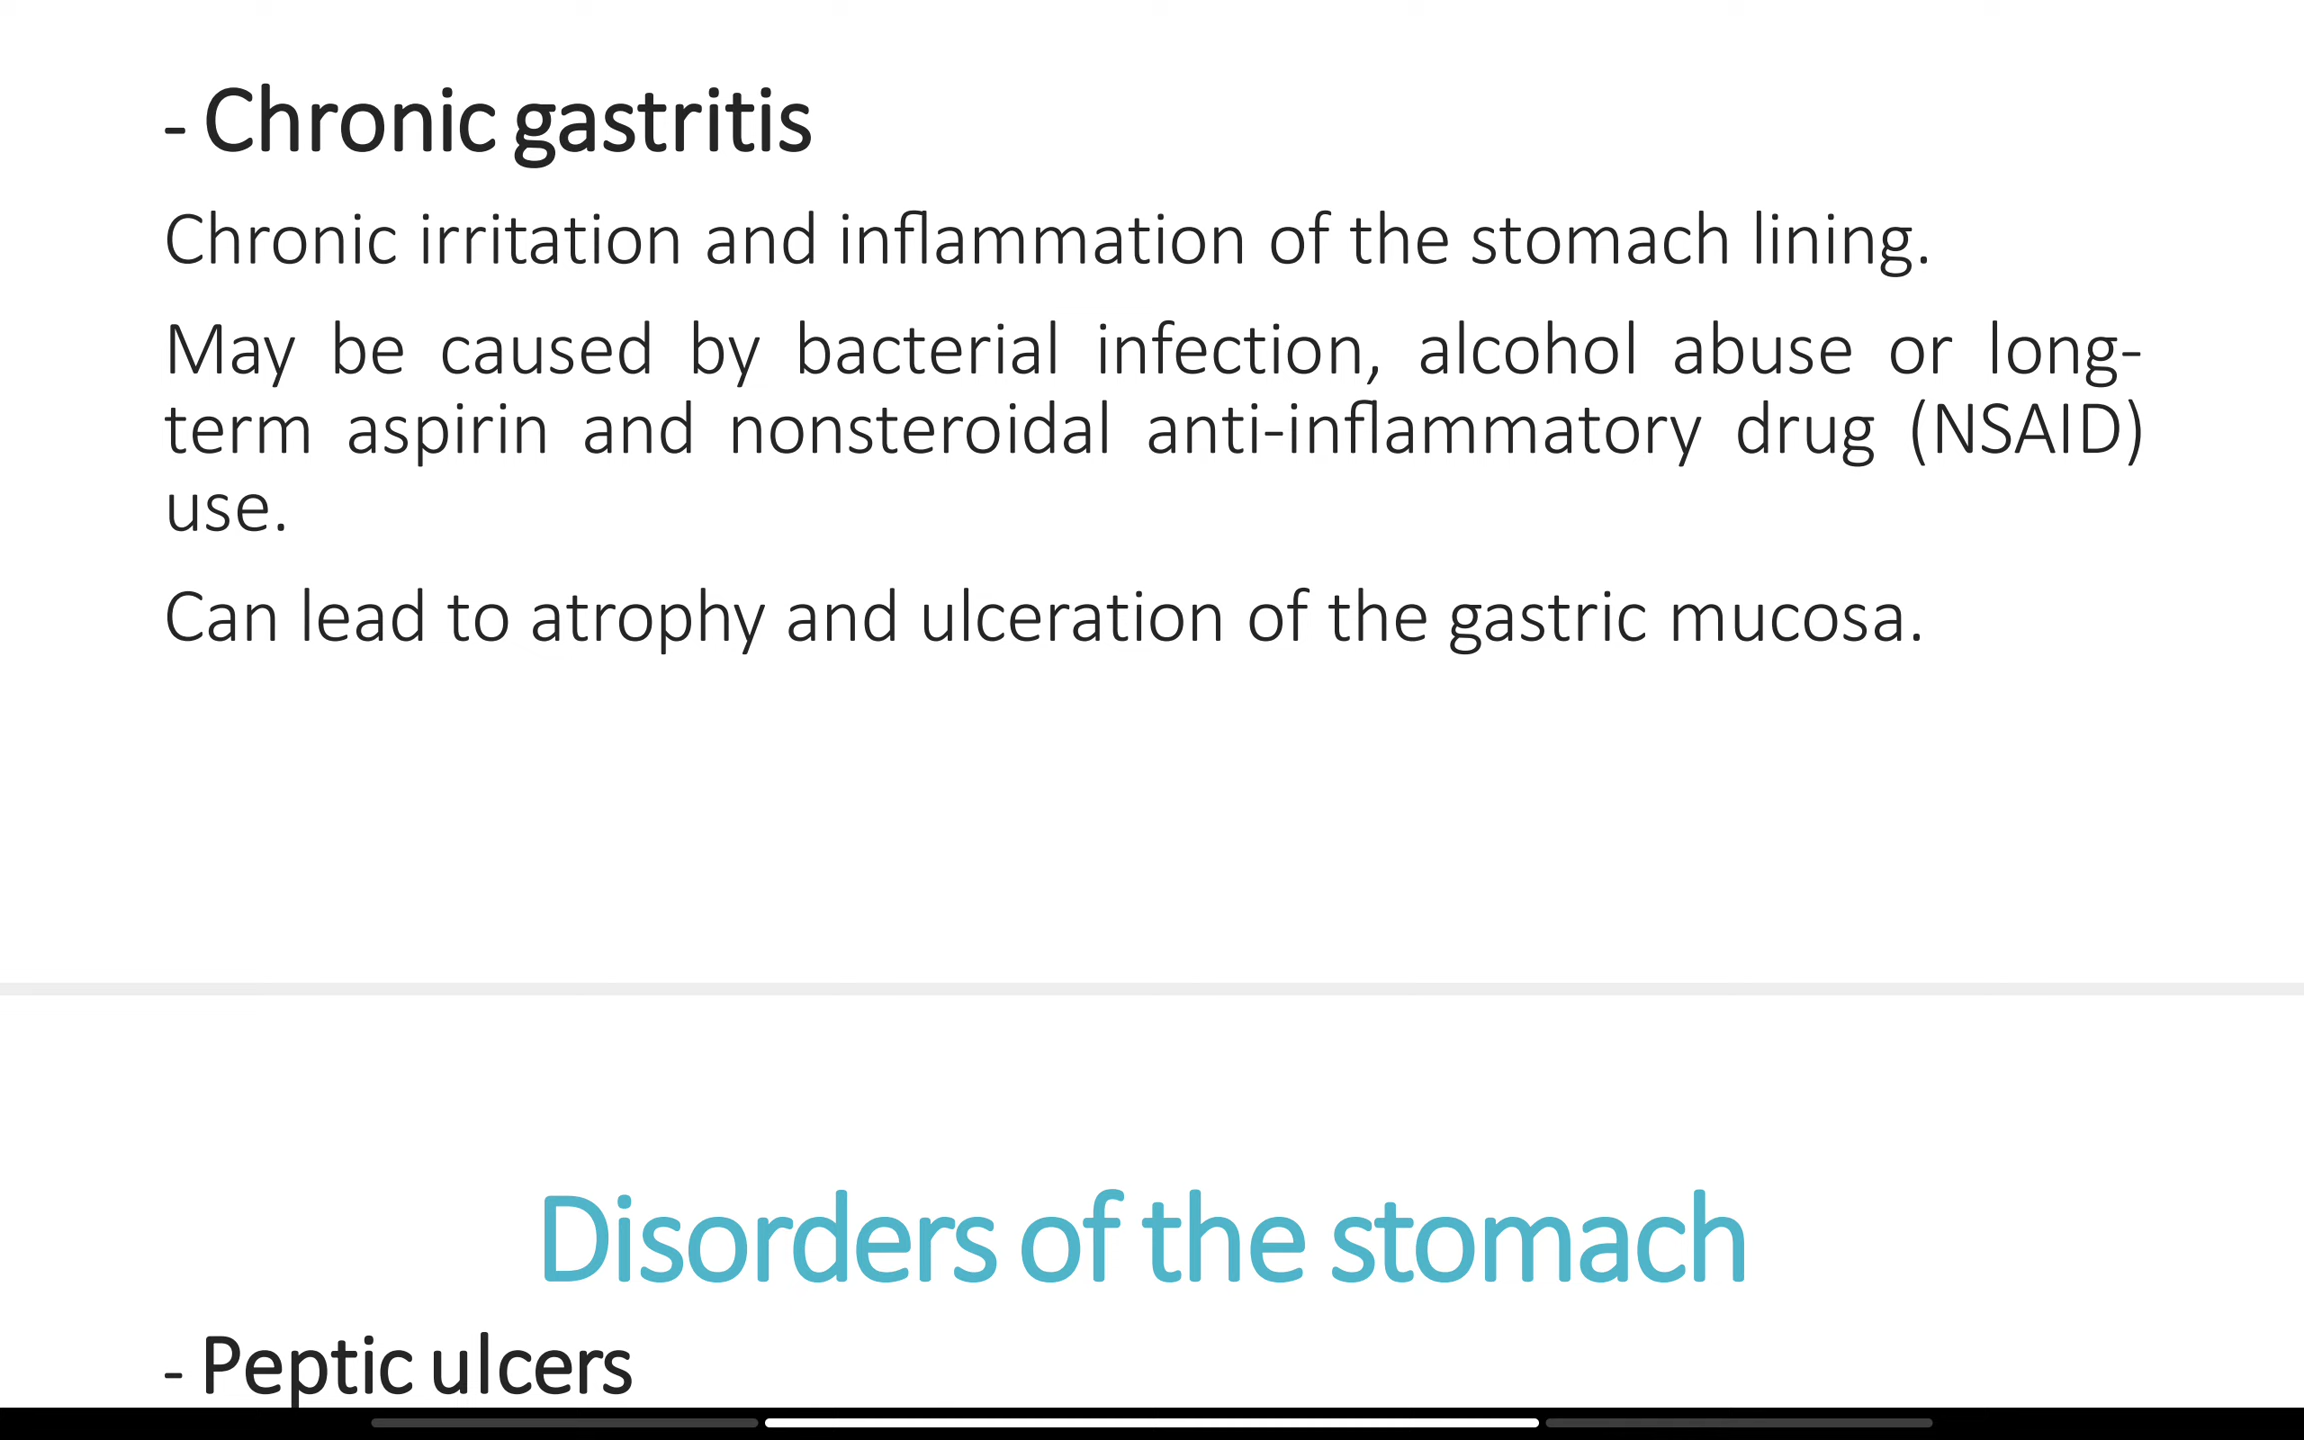 - Chronic gastritis
Chronic irritation and inflammation of the stomach lining.
May be caused by bacterial infection, alcohol abuse or long-
term aspirin and nonsteroidal anti-inflammatory drug (NSAID)
use.
Can lead to atrophy and ulceration of the gastric mucosa.
Disorders of the stomach
- Peptic ulcers